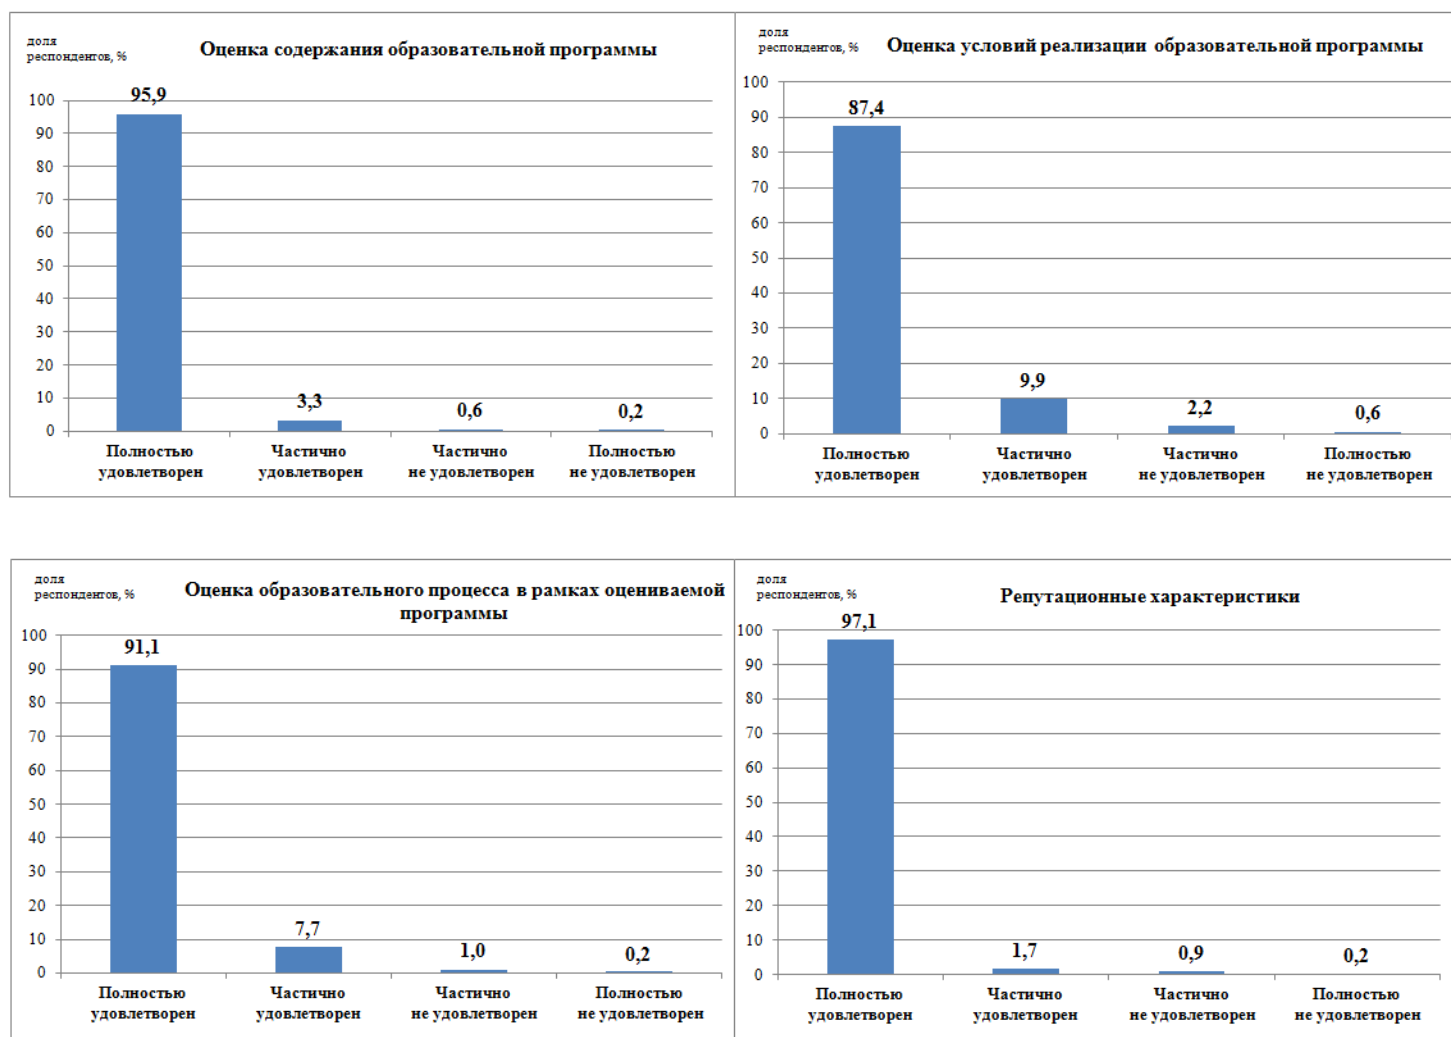 доля
респондентов, %
Оценка содержания образовательной программы
100
90
80
70
60
50
40
30
20
10
0
95,9
3,3
0,6
0,2
Полностью
удовлетворен
Частично
удовлетворен
Частично
не удовлетворен
Полностью
не удовлетворен
доля
респондентов, %
Оценка условий реализации образовательной программы
100
90
80
70
60
50
40
30
20
10
0
87,4
9,9
2,2
0,6
Полностью
удовлетворен
Частично
удовлетворен
Частично
не удовлетворен
Полностью
не удовлетворен
доля
респондентов, %
Оценка образовательного процесса в рамках оцениваемой
программы
100
90
80
70
60
50
40
30
20
10
0
91,1
7,7
1,0
0,2
Полностью
удовлетворен
Частично
удовлетворен
Частично
не удовлетворен
Полностью
не удовлетворен
доля
респондентов, %
Репутационные характеристики
100
90
80
70
60
50
40
30
20
10
0
97,1
1,7
0,9
0,2
Полностью
удовлетворен
Частично
удовлетворен
Частично
не удовлетворен
Полностью
не удовлетворен